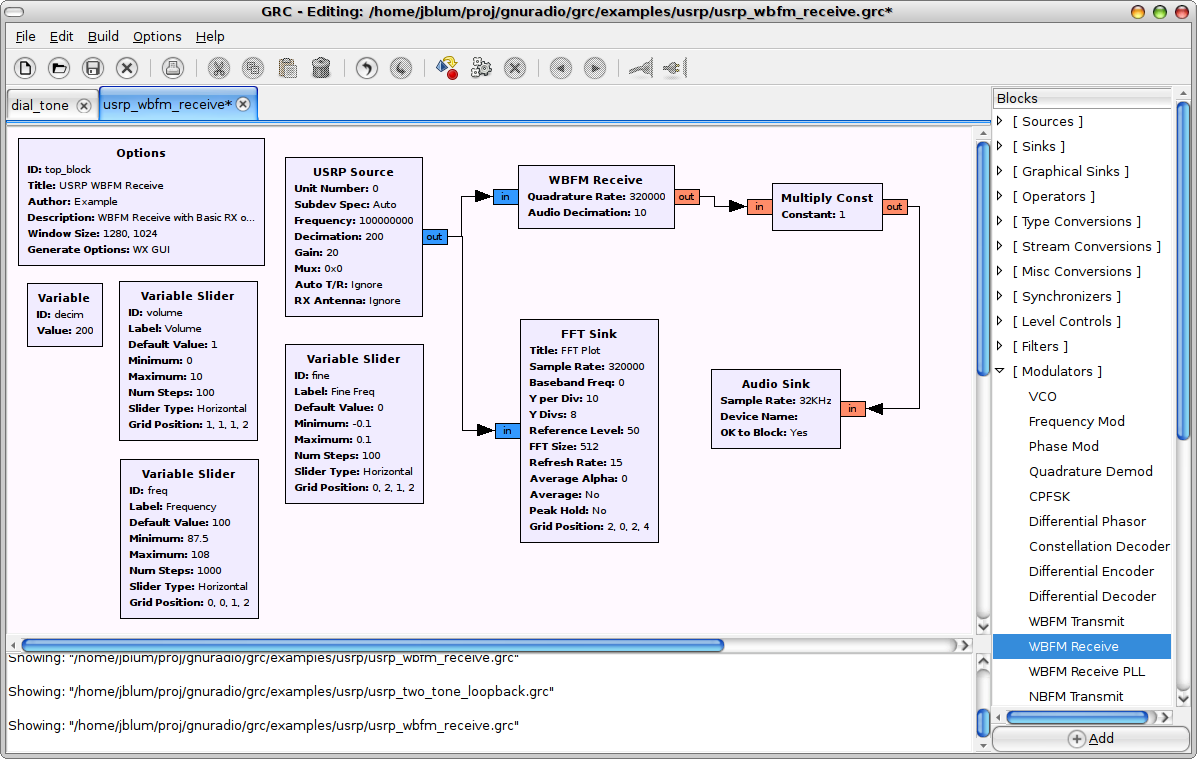 GRC - Editing: /home/jblum/proj/gnuradio/grc/examples/usrp/usrp_wbfm_receive.grc*
File Edit Build Options Help
dial_tone
usrp_wbfm_receive*
Options
ID: top_block
Title: USRP WBFM Receive
Author: Example
Description: WBFM Receive with Basic RX o...
Window Size: 1280, 1024
Generate Options: WX GUI
Variable
ID: decim
Value: 200
Variable Slider
ID: volume
Label: Volume
Default Value: 1
Minimum: 0
Maximum: 10
Num Steps: 100
Slider Type: Horizontal
Grid Position: 1, 1, 1, 2
Variable Slider
ID: freq
Label: Frequency
Default Value: 100
Minimum: 87.5
Maximum: 108
Num Steps: 1000
Slider Type: Horizontal
Grid Position: 0, 0, 1, 2
USRP Source
Unit Number: 0
Subdev Spec: Auto
Frequency: 100000000
Decimation: 200
Gain: 20
Mux: 0x0
Auto T/R: Ignore
RX Antenna: Ignore
out
Variable Slider
ID: fine
Label: Fine Freq
Default Value: 0
Minimum: -0.1
Maximum: 0.1
Num Steps: 100
Slider Type: Horizontal
Grid Position: 0, 2, 1, 2
in
WBFM Receive
Quadrature Rate: 320000
Audio Decimation: 10
out
in
FFT Sink
Title: FFT Plot
Sample Rate: 320000
Baseband Freq: 0
Y per Div: 10
Y Divs: 8
Reference Level: 50
FFT Size: 512
Refresh Rate: 15
Average Alpha: 0
Average: No
Peak Hold: No
Grid Position: 2, 0, 2, 4
in
Multiply Const
Constant: 1
out
Audio Sink
Sample Rate: 32KHz
Device Name:
OK to Block: Yes
in
Blocks
[ Sources ]
[ Sinks ]
[ Graphical Sinks ]
[ Operators ]
[ Type Conversions ]
[ Stream Conversions ]
[ Misc Conversions ]
[ Synchronizers ]
[ Level Controls ]
[ Filters ]
[ Modulators ]
VCO
Frequency Mod
Phase Mod
Quadrature Demod
CPFSK
Differential Phasor
Constellation Decoder
Differential Encoder
Differential Decoder
WBFM Transmit
WBFM Receive
WBFM Receive PLL
NBFM Transmit
Add
Showing: "/home/jblum/proj/gnuradio/grc/examples/usrp/usrp_wbfm_receive.grc"
Showing: "/home/jblum/proj/gnuradio/grc/examples/usrp/usrp_two_tone_loopback.grc"
Showing: "/home/jblum/proj/gnuradio/grc/examples/usrp/usrp_wbfm_receive.grc"